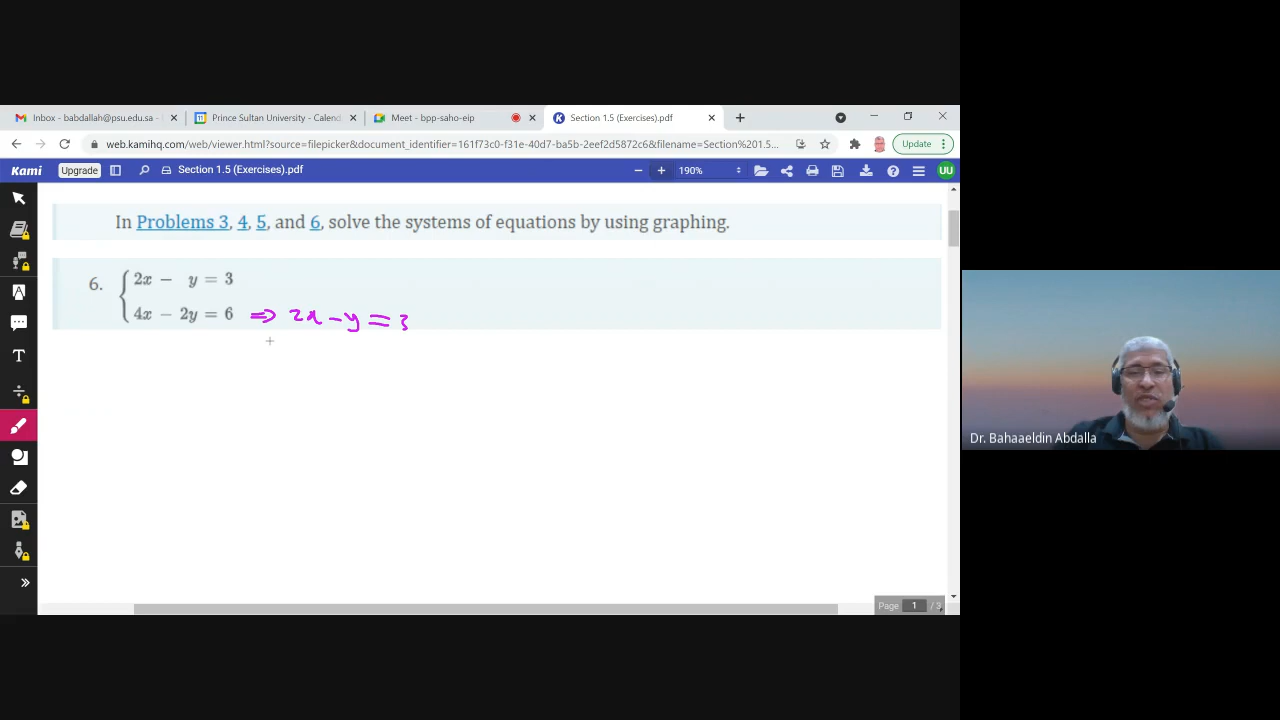 Inbox - babdallah@psu.edu.sa -
Prince Sultan University - Calend
Meet - bpp-saho-eip
Section 1.5 (Exercises).pdf
web.kamihq.com/web/viewer.html?source=filepicker&document_identifier=161f73c0-f31e-40d7-ba5b-2eef2d5872c6&filename=Section%201.5...
Update
Kami
Upgrade
Section 1.5 (Exercises).pdf
190%
UU
In Problems 3, 4, 5, and 6, solve the systems of equations by using graphing.
6. { 2x − y = 3
4x − 2y = 6 ⇒ 2x − y = 3
Dr. Bahaaeldin Abdalla
Page 1 / 3